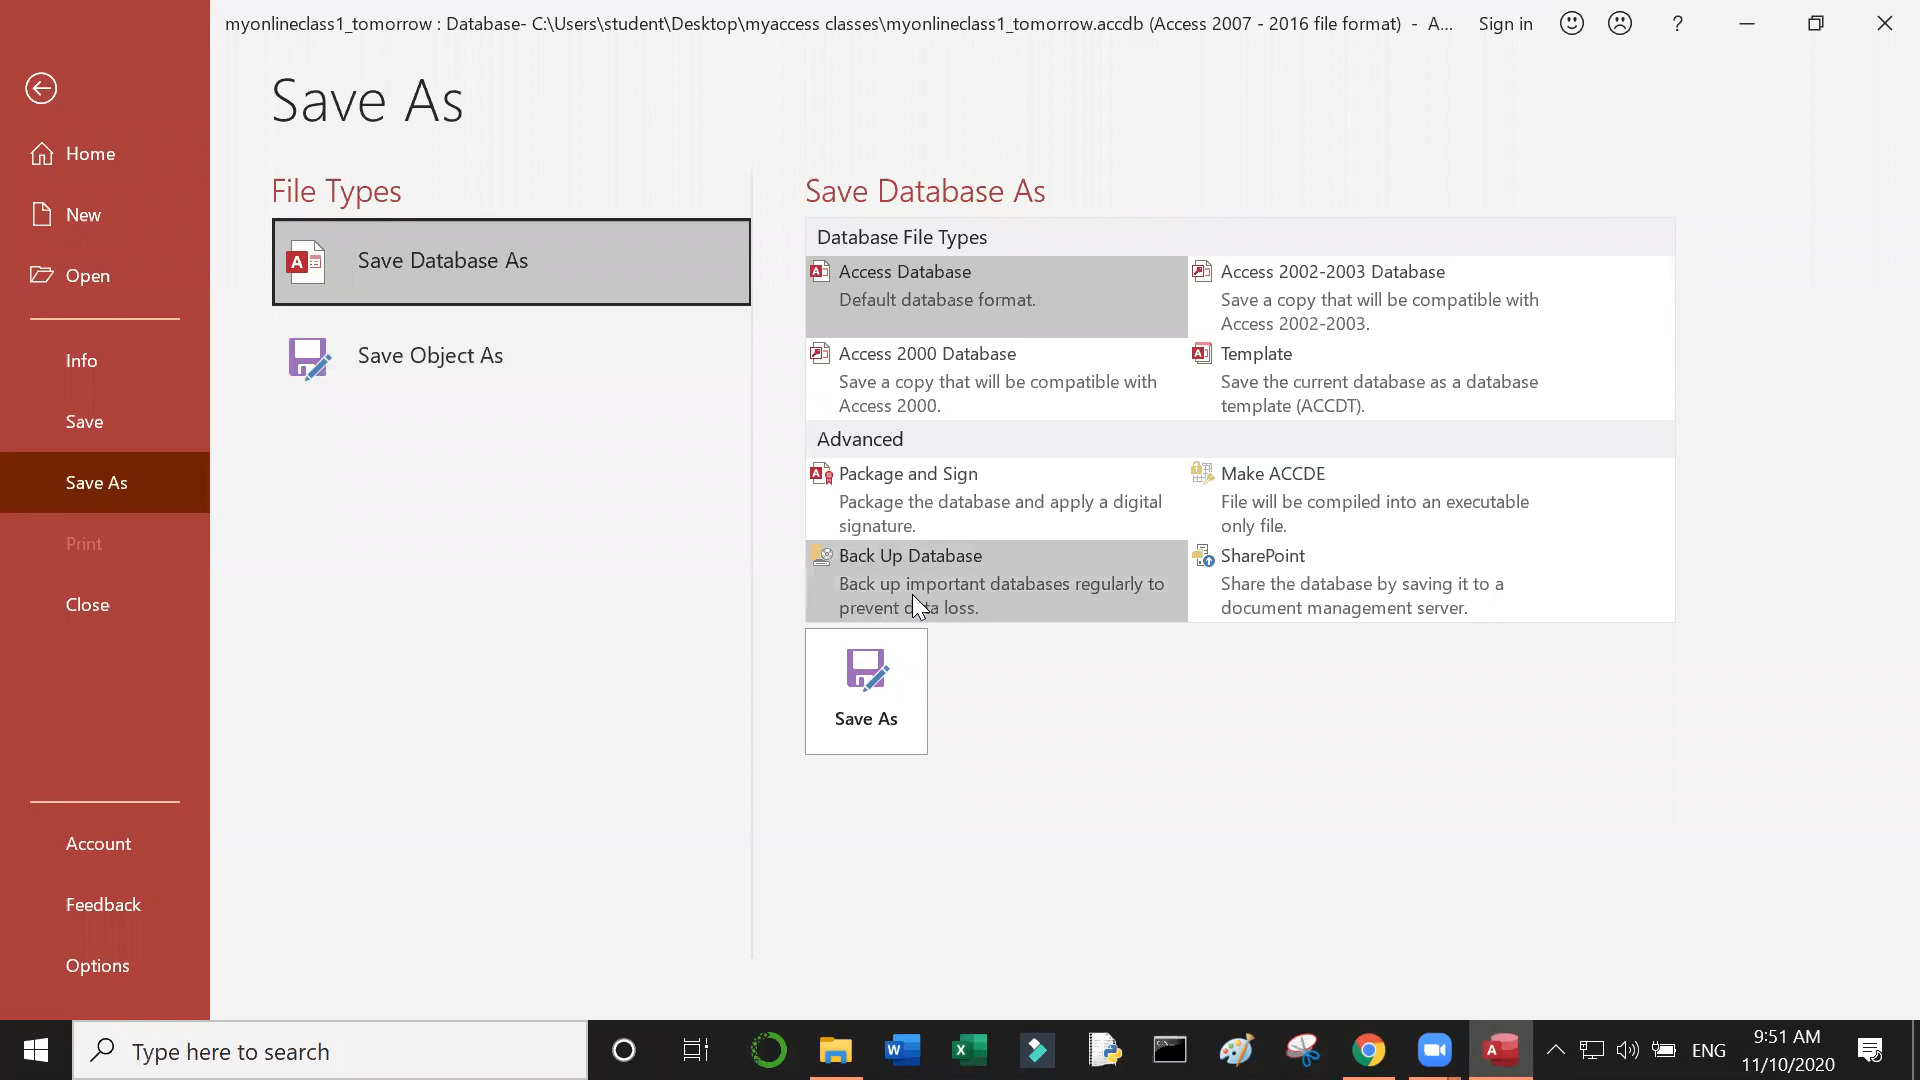 myonlineclass1_tomorrow : Database- C:\Users\student\Desktop\myaccess classes\myonlineclass1_tomorrow.accdb (Access 2007 - 2016 file format) - A...
Sign in
?
Save As
Home
New
Open
Info
Save
Save As
Print
Close
Account
Feedback
Options
File Types
Save Database As
Save Object As
Save Database As
Database File Types
Access Database
Default database format.
Access 2002-2003 Database
Save a copy that will be compatible with
Access 2002-2003.
Access 2000 Database
Save a copy that will be compatible with
Access 2000.
Template
Save the current database as a database
template (ACCDT).
Advanced
Package and Sign
Package the database and apply a digital
signature.
Make ACCDE
File will be compiled into an executable
only file.
Back Up Database
Back up important databases regularly to
prevent data loss.
SharePoint
Share the database by saving it to a
document management server.
Save As
Type here to search
ENG
9:51 AM
11/10/2020